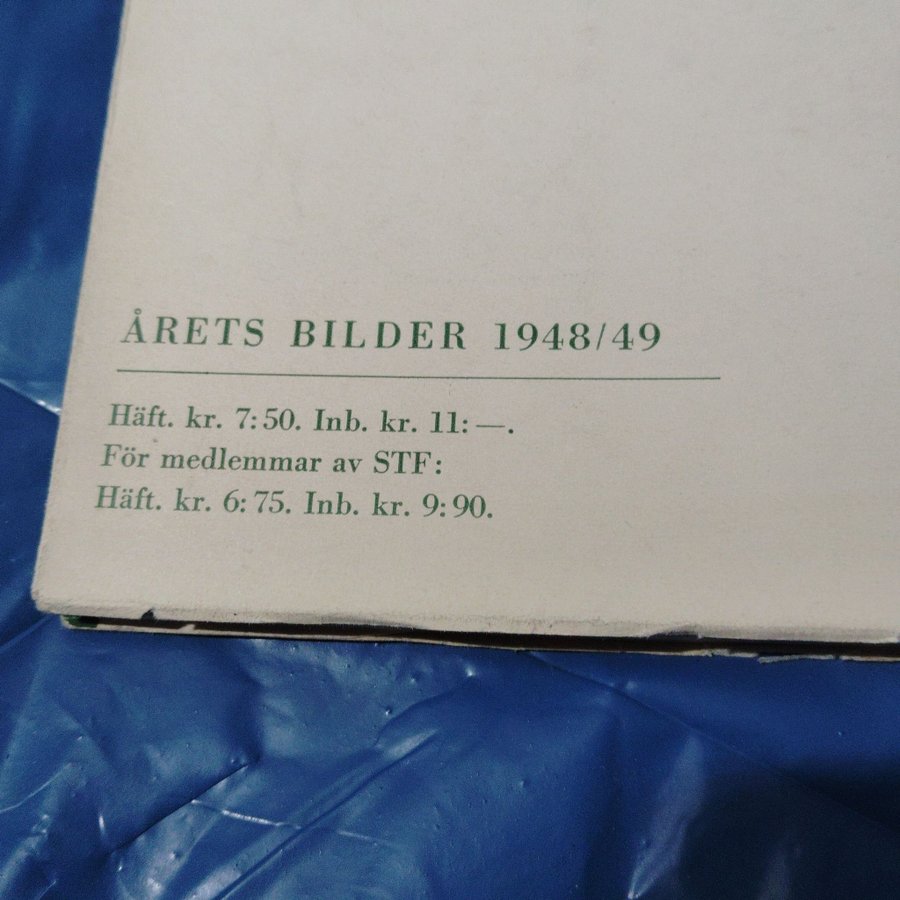 ÅRETS BILDER 1948/49
Häft. kr. 7:50. Inb. kr. 11:—.
För medlemmar av STF:
Häft. kr. 6:75. Inb. kr. 9:90.